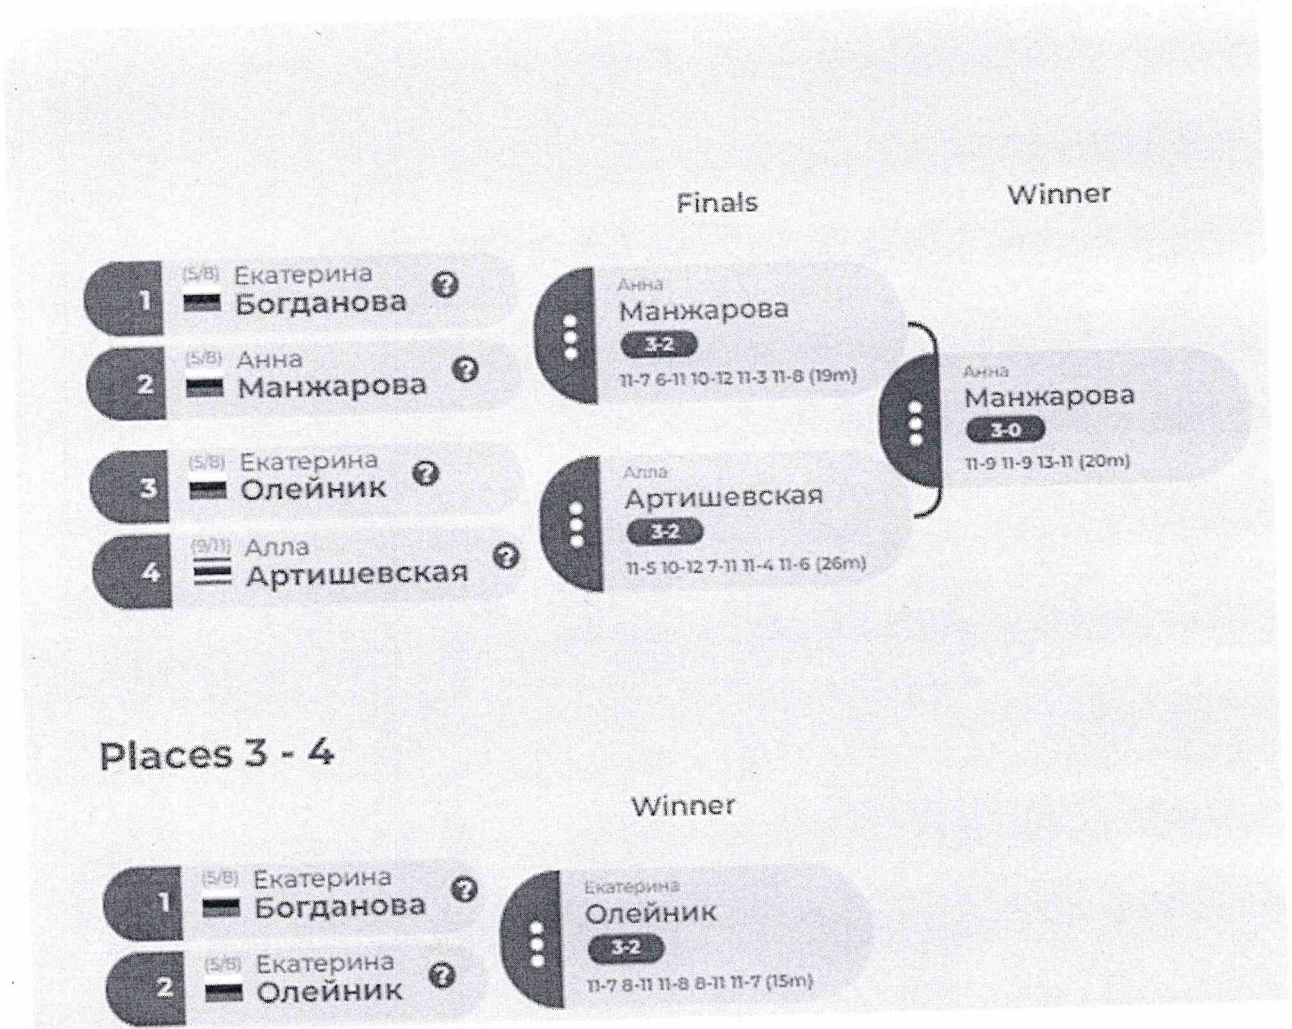 Finals
Winner
1
(5/8) Екатерина
Богданова
?
2
(5/8) Анна
Манжарова
?
3
(5/8) Екатерина
Олейник
?
4
(9/11) Алла
Артишевская
?
Анна
Манжарова
3-2
11-7 6-11 10-12 11-3 11-8 (19m)
Алла
Артишевская
3-2
11-5 10-12 7-11 11-4 11-6 (26m)
Анна
Манжарова
3-0
11-9 11-9 13-11 (20m)
Places 3 - 4
Winner
1
(5/8) Екатерина
Богданова
?
2
(5/8) Екатерина
Олейник
?
Екатерина
Олейник
3-2
11-7 8-11 11-8 8-11 11-7 (15m)